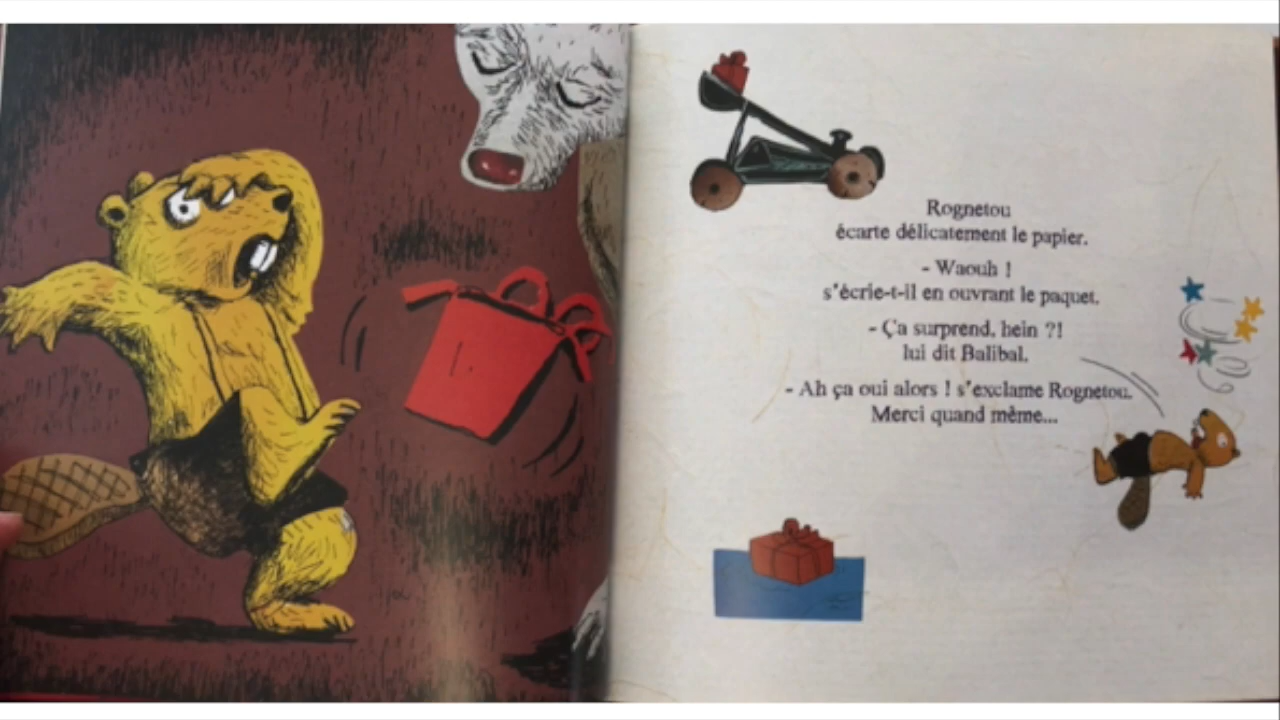 Rognetou
écarte délicatement le papier.
- Waouh !
s'écrie-t-il en ouvrant le paquet.
- Ça surprend, hein ?!
lui dit Balibal.
- Ah ça oui alors ! s'exclame Rognetou.
Merci quand même...